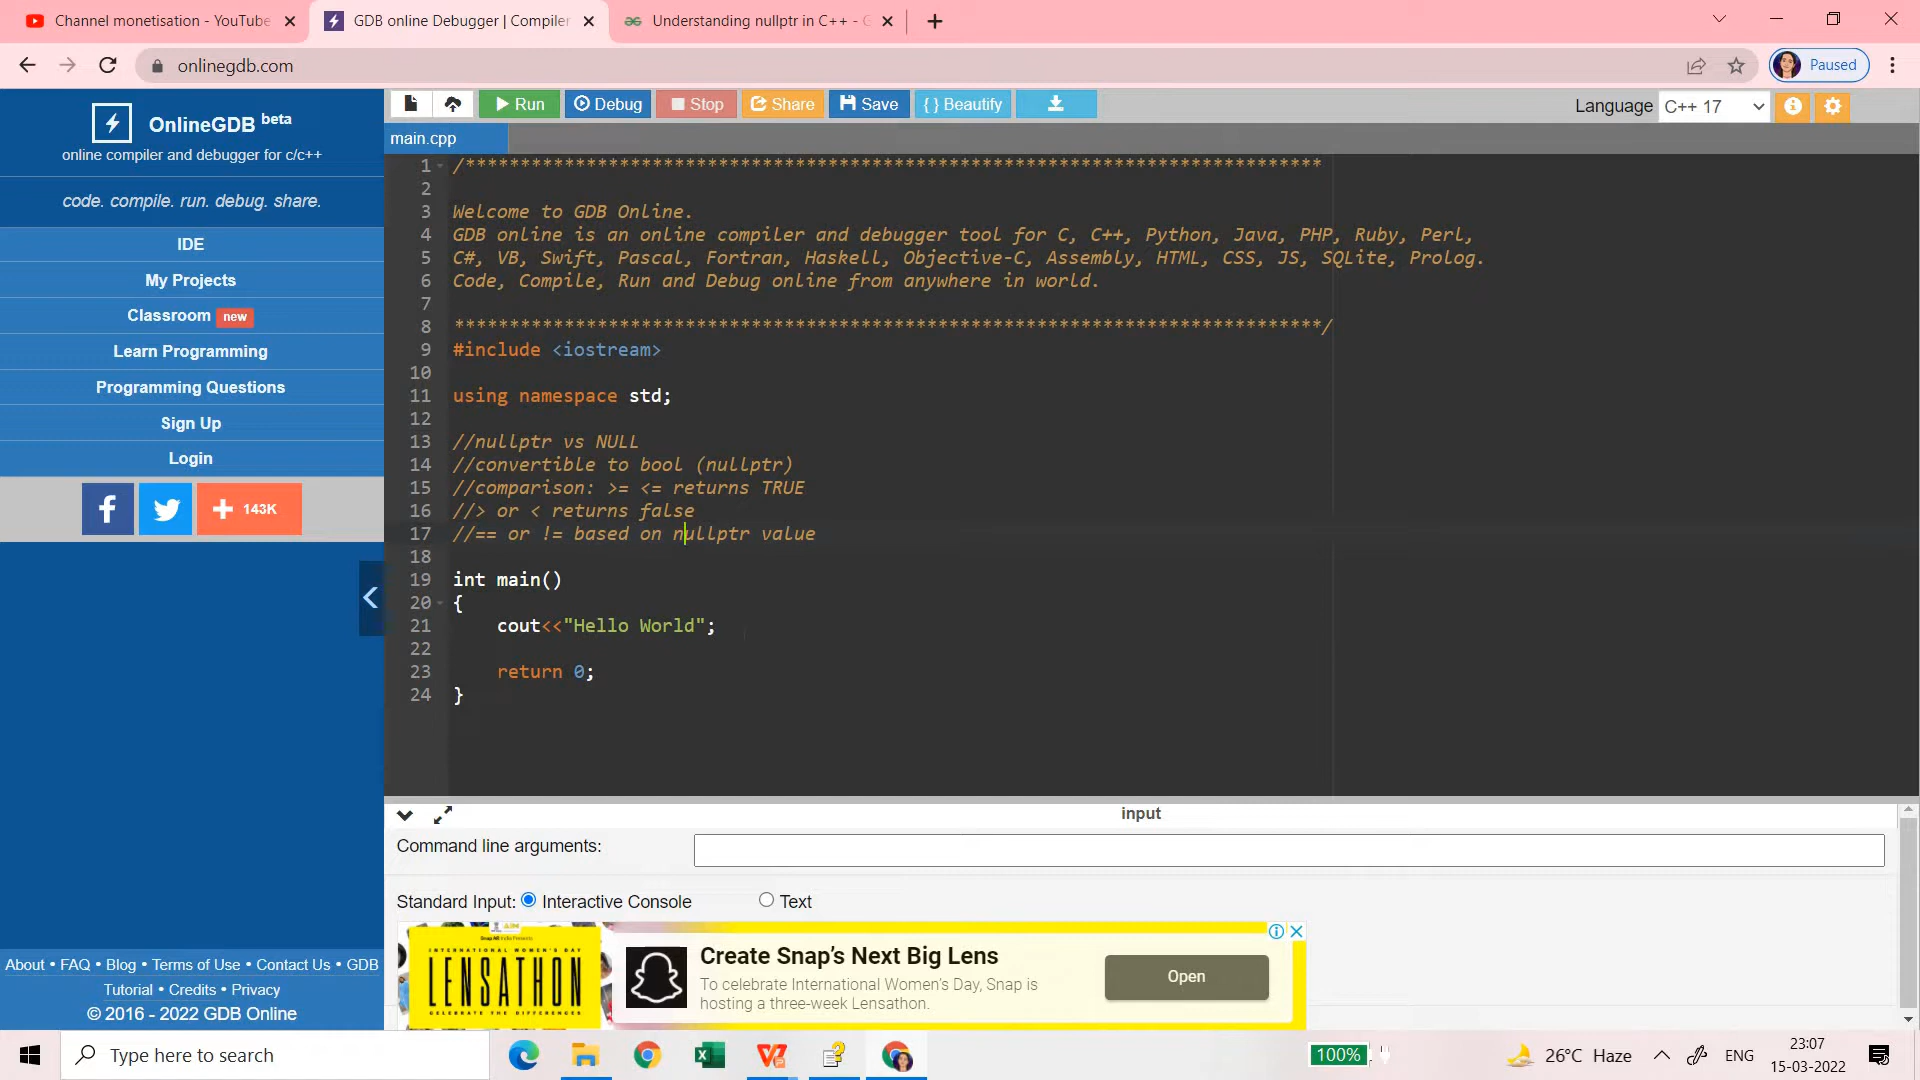 Channel monetisation - YouTube
GDB online Debugger | Compiler
Understanding nullptr in C++ - G
onlinegdb.com
Paused
OnlineGDB beta
online compiler and debugger for c/c++
code. compile. run. debug. share.
IDE
My Projects
Classroom new
Learn Programming
Programming Questions
Sign Up
Login
143K
About • FAQ • Blog • Terms of Use • Contact Us • GDB
Tutorial • Credits • Privacy
© 2016 - 2022 GDB Online
Run Debug Stop Share Save { } Beautify
Language C++ 17
main.cpp
1 /******************************************************************************
2
3 Welcome to GDB Online.
4 GDB online is an online compiler and debugger tool for C, C++, Python, Java, PHP, Ruby, Perl,
5 C#, VB, Swift, Pascal, Fortran, Haskell, Objective-C, Assembly, HTML, CSS, JS, SQLite, Prolog.
6 Code, Compile, Run and Debug online from anywhere in world.
7
8 *******************************************************************************/
9 #include <iostream>
10
11 using namespace std;
12
13 //nullptr vs NULL
14 //convertible to bool (nullptr)
15 //comparison: >= <= returns TRUE
16 //> or < returns false
17 //== or != based on nullptr value
18
19 int main()
20 {
21 cout<<"Hello World";
22
23 return 0;
24 }
input
Command line arguments:
Standard Input: Interactive Console Text
INTERNATIONAL WOMEN'S DAY
LENSATHON
CELEBRATE THE DIFFERENCES
Create Snap's Next Big Lens
To celebrate International Women's Day, Snap is
hosting a three-week Lensathon.
Open
Type here to search
100%
26°C Haze
ENG
23:07
15-03-2022